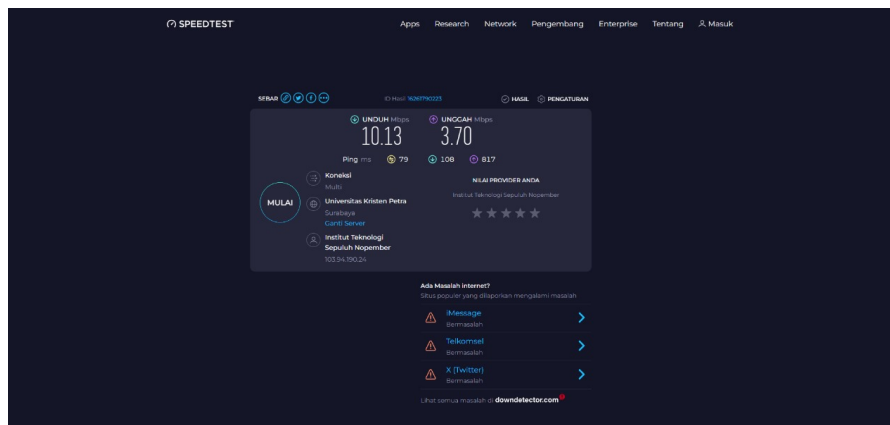 SPEEDTEST
Apps Research Network Pengembang Enterprise Tentang Masuk
SEBAR
ID Hasil 16267790223
HASIL PENGATURAN
UNDUH Mbps
10.13
UNGGAH Mbps
3.70
Ping ms 79 108 817
MULAI
Koneksi
Multi
Universitas Kristen Petra
Surabaya
Ganti Server
Institut Teknologi
Sepuluh Nopember
103.94.190.24
NILAI PROVIDER ANDA
Institut Teknologi Sepuluh Nopember
Ada Masalah internet?
Situs populer yang dilaporkan mengalami masalah
iMessage
Bermasalah
Telkomsel
Bermasalah
X (Twitter)
Bermasalah
Lihat semua masalah di downdetector.com